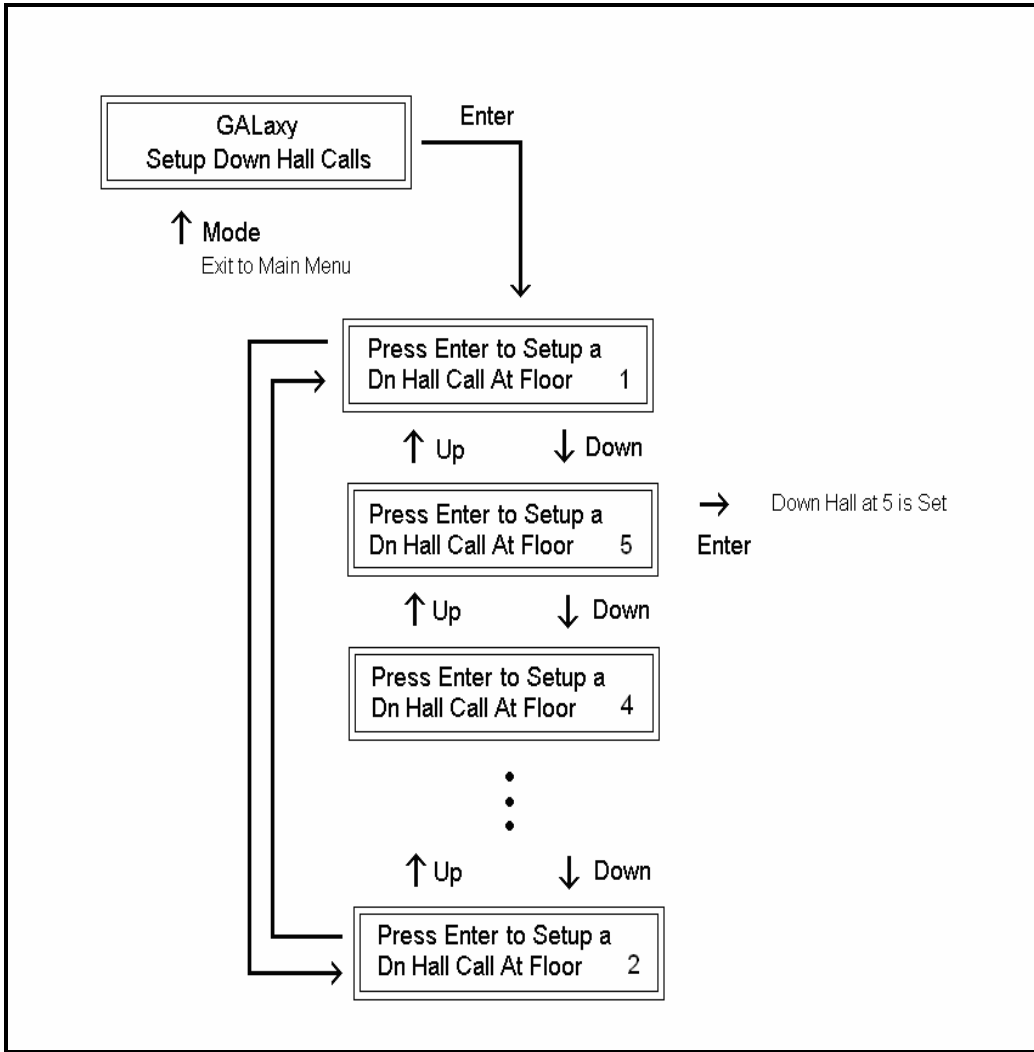 GALaxy
Setup Down Hall Calls
Enter
Mode
Exit to Main Menu
Press Enter to Setup a
Dn Hall Call At Floor 1
Up
Down
Press Enter to Setup a
Dn Hall Call At Floor 5
Down Hall at 5 is Set
Enter
Up
Down
Press Enter to Setup a
Dn Hall Call At Floor 4
Up
Down
Press Enter to Setup a
Dn Hall Call At Floor 2